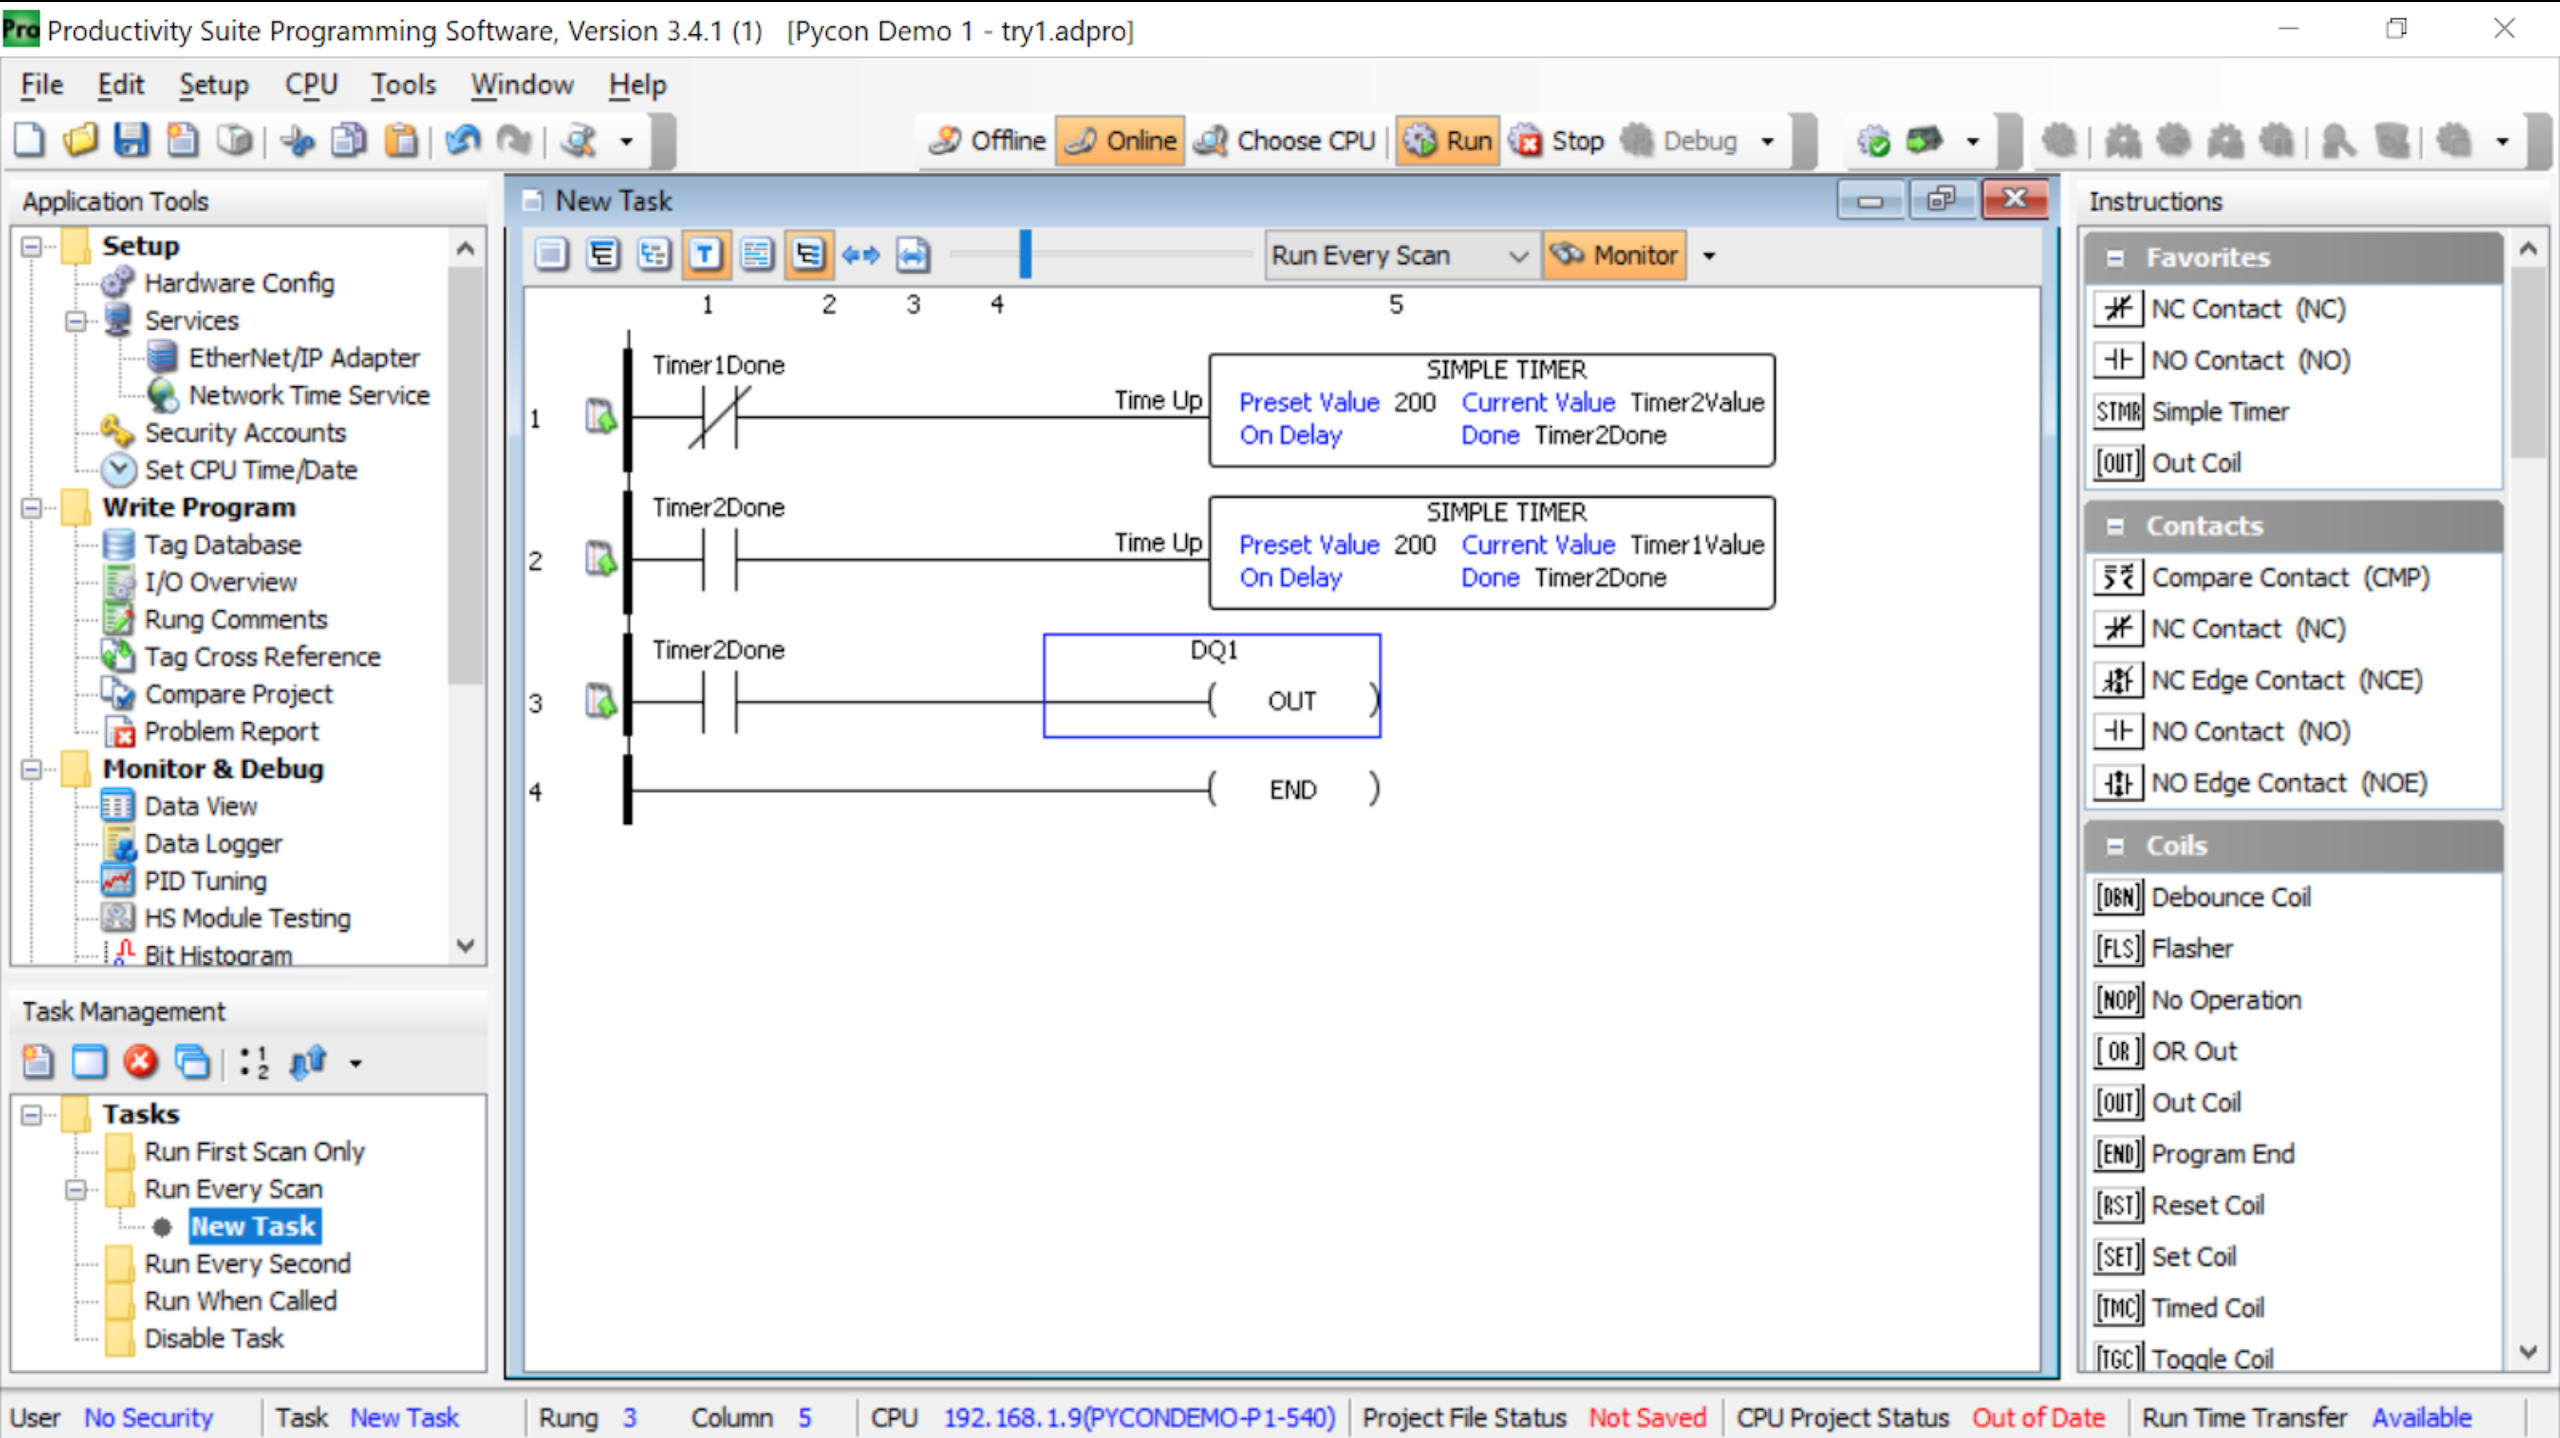 Pro Productivity Suite Programming Software, Version 3.4.1 (1) [Pycon Demo 1 - try1.adpro]
File Edit Setup CPU Tools Window Help
Offline Online Choose CPU Run Stop Debug
Application Tools
Setup
Hardware Config
Services
EtherNet/IP Adapter
Network Time Service
Security Accounts
Set CPU Time/Date
Write Program
Tag Database
I/O Overview
Rung Comments
Tag Cross Reference
Compare Project
Problem Report
Monitor & Debug
Data View
Data Logger
PID Tuning
HS Module Testing
Bit Histogram
Task Management
1
2
Tasks
Run First Scan Only
Run Every Scan
New Task
Run Every Second
Run When Called
Disable Task
New Task
T Run Every Scan Monitor
1 2 3 4 5
Timer1Done SIMPLE TIMER
1 Time Up Preset Value 200 Current Value Timer2Value
On Delay Done Timer2Done
Timer2Done SIMPLE TIMER
2 Time Up Preset Value 200 Current Value Timer1Value
On Delay Done Timer2Done
Timer2Done DQ1
3 ( OUT )
4 ( END )
Instructions
Favorites
NC Contact (NC)
NO Contact (NO)
STMR Simple Timer
[OUT] Out Coil
Contacts
Compare Contact (CMP)
NC Contact (NC)
NC Edge Contact (NCE)
NO Contact (NO)
NO Edge Contact (NOE)
Coils
[DBN] Debounce Coil
[FLS] Flasher
[NOP] No Operation
[OR] OR Out
[OUT] Out Coil
[END] Program End
[RST] Reset Coil
[SET] Set Coil
[TMC] Timed Coil
[TGC] Toggle Coil
User No Security Task New Task Rung 3 Column 5 CPU 192.168.1.9(PYCONDEMO-P1-540) Project File Status Not Saved CPU Project Status Out of Date Run Time Transfer Available